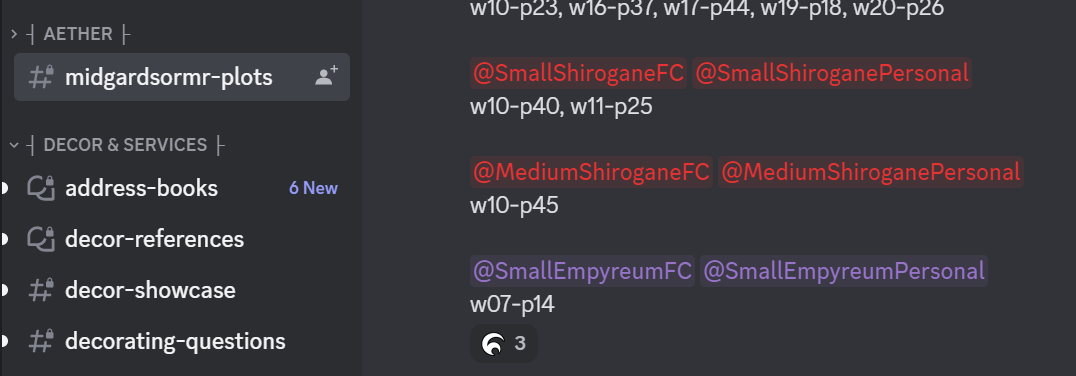 ┤ AETHER ├
midgardsormr-plots
┤ DECOR & SERVICES ├
address-books 6 New
decor-references
decor-showcase
decorating-questions
w10-p23, w16-p37, w17-p44, w19-p18, w20-p26
@SmallShiroganeFC @SmallShiroganePersonal
w10-p40, w11-p25
@MediumShiroganeFC @MediumShiroganePersonal
w10-p45
@SmallEmpyreumFC @SmallEmpyreumPersonal
w07-p14
3